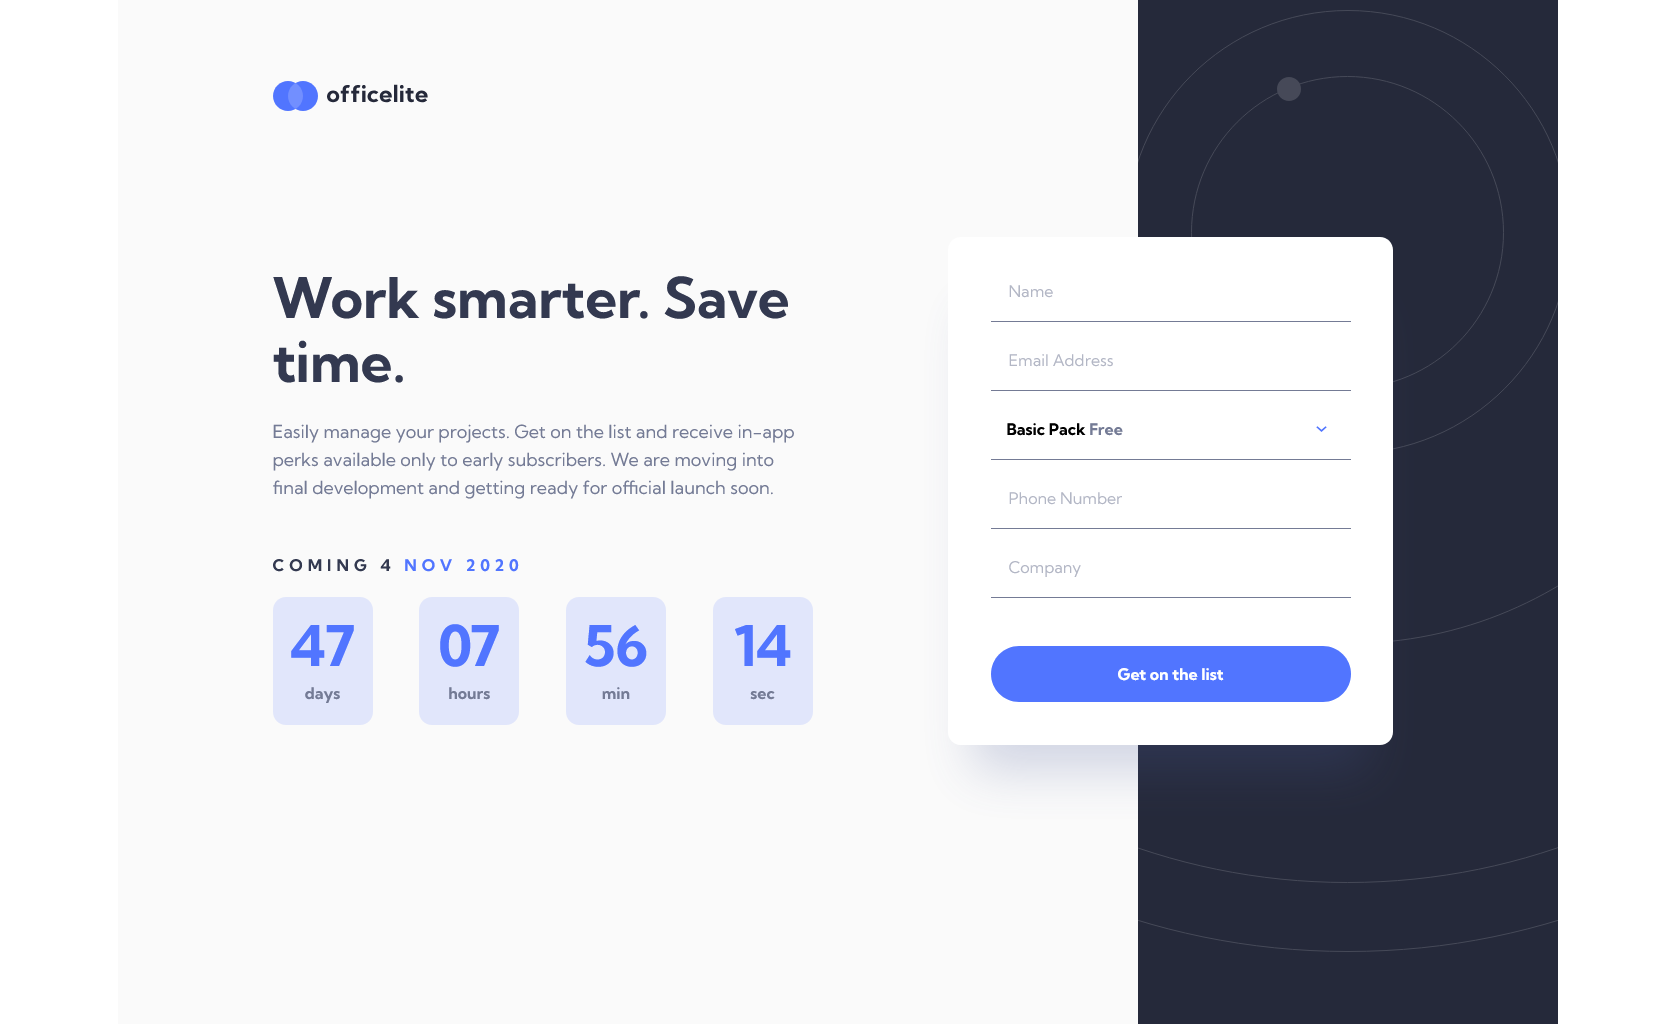 officelite
Work smarter. Save
time.
Easily manage your projects. Get on the list and receive in-app
perks available only to early subscribers. We are moving into
final development and getting ready for official launch soon.
COMING 4 NOV 2020
47 07 56 14
days hours min sec
Name
Email Address
Basic Pack Free
Phone Number
Company
Get on the list